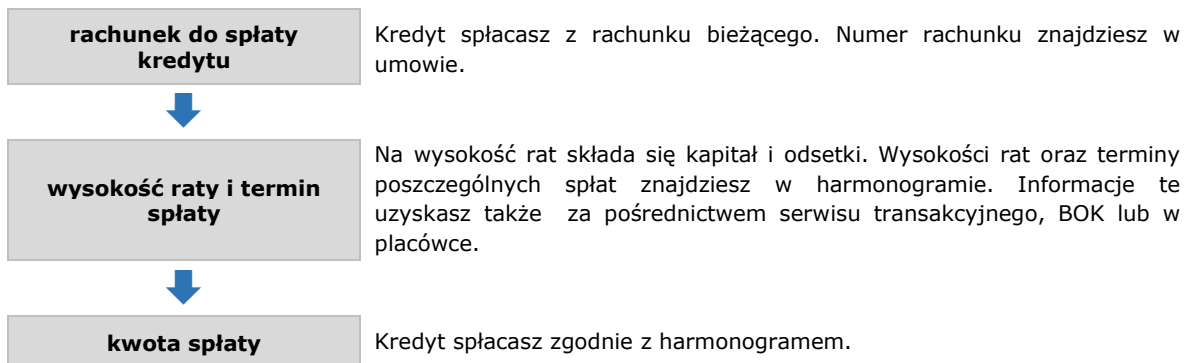 rachunek do spłaty
kredytu
Kredyt spłacasz z rachunku bieżącego. Numer rachunku znajdziesz w
umowie.
wysokość raty i termin
spłaty
Na wysokość rat składa się kapitał i odsetki. Wysokości rat oraz terminy
poszczególnych spłat znajdziesz w harmonogramie. Informacje te
uzyskasz także za pośrednictwem serwisu transakcyjnego, BOK lub w
placówce.
kwota spłaty
Kredyt spłacasz zgodnie z harmonogramem.